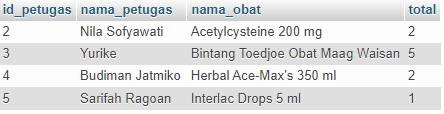 id_petugas nama_petugas nama_obat total
2 Nila Sofyawati Acetylcysteine 200 mg 2
3 Yurike Bintang Toedjoe Obat Maag Waisan 5
4 Budiman Jatmiko Herbal Ace-Max's 350 ml 2
5 Sarifah Ragoan Interlac Drops 5 ml 1